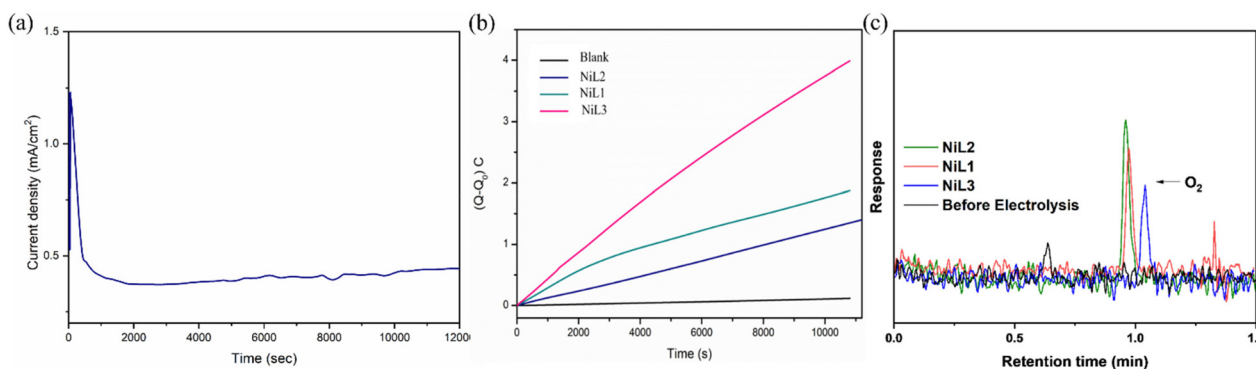 (a)
1.5
1.0
0.5
Current density (mA/cm²)
0 2000 4000 6000 8000 10000 12000
Time (sec)
(b)
4
3
2
1
0
(Q-Qo) C
Blank
NiL2
NiL1
NiL3
0 2000 4000 6000 8000 10000
Time (s)
(c)
Response
NiL2
NiL1
NiL3
Before Electrolysis
O₂
0.0 0.5 1.0
Retention time (min)